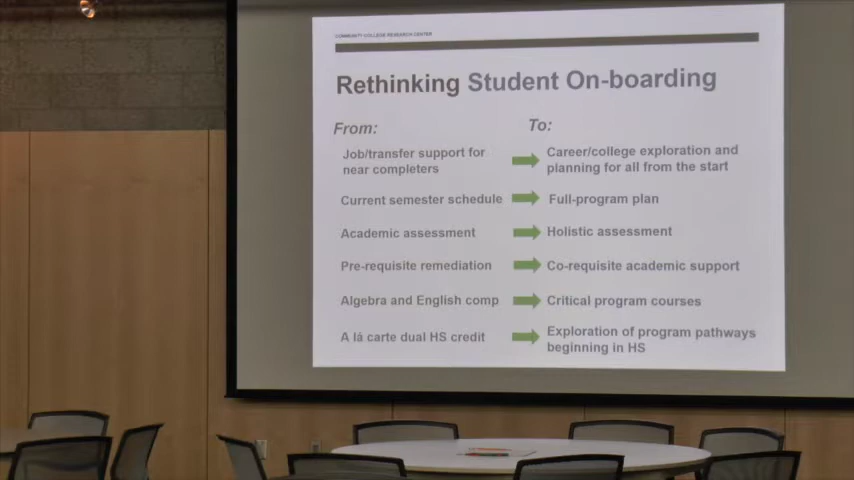 COMMUNITY COLLEGE RESEARCH CENTER
Rethinking Student On-boarding
From:
To:
Job/transfer support for
near completers
Career/college exploration and
planning for all from the start
Current semester schedule
Full-program plan
Academic assessment
Holistic assessment
Pre-requisite remediation
Co-requisite academic support
Algebra and English comp
Critical program courses
A lá carte dual HS credit
Exploration of program pathways
beginning in HS